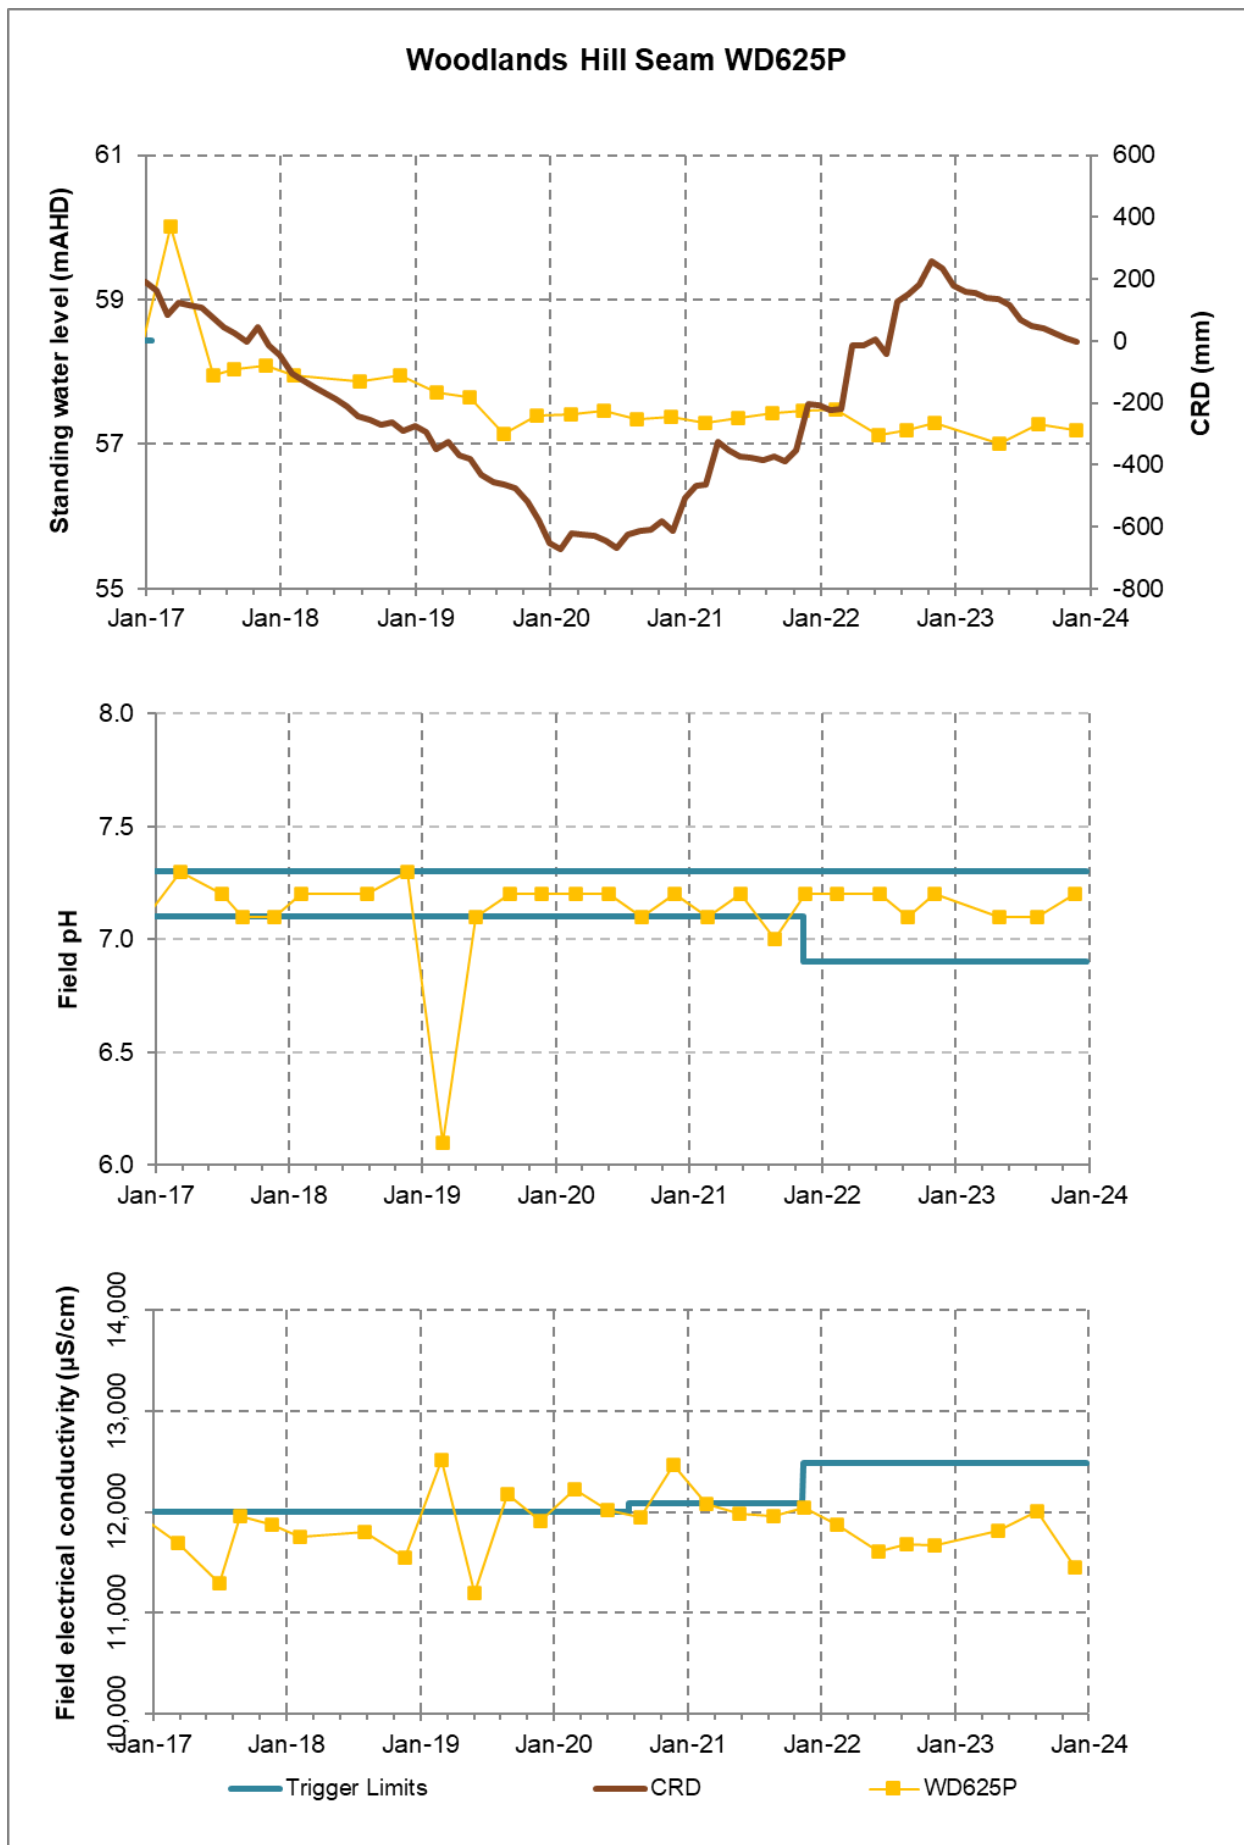 Woodlands Hill Seam WD625P
Standing water level (mAHD)
61
59
57
55
600
400
200
0
-200
-400
-600
-800
CRD (mm)
Jan-17 Jan-18 Jan-19 Jan-20 Jan-21 Jan-22 Jan-23 Jan-24
Field pH
8.0
7.5
7.0
6.5
6.0
Jan-17 Jan-18 Jan-19 Jan-20 Jan-21 Jan-22 Jan-23 Jan-24
Field electrical conductivity (µS/cm)
14,000
13,000
12,000
11,000
10,000
Jan-17 Jan-18 Jan-19 Jan-20 Jan-21 Jan-22 Jan-23 Jan-24
Trigger Limits CRD WD625P